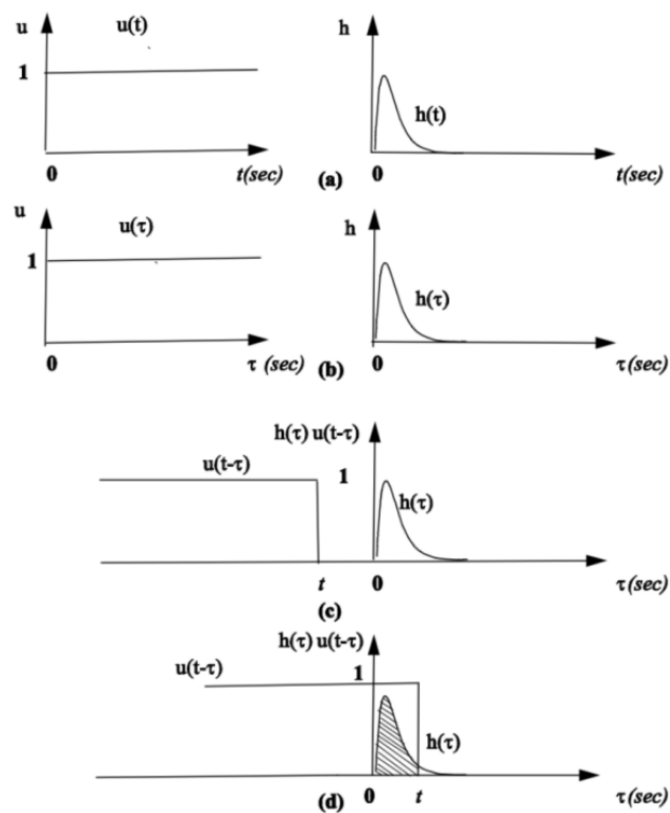 u u(t) h
1 h(t)
0 t(sec) (a) 0 t(sec)
u u(τ) h
1 h(τ)
0 τ (sec) (b) 0 τ(sec)
h(τ) u(t-τ)
u(t-τ) 1 h(τ)
t 0 τ(sec)
(c)
h(τ) u(t-τ)
u(t-τ) 1
h(τ)
(d) 0 t τ(sec)